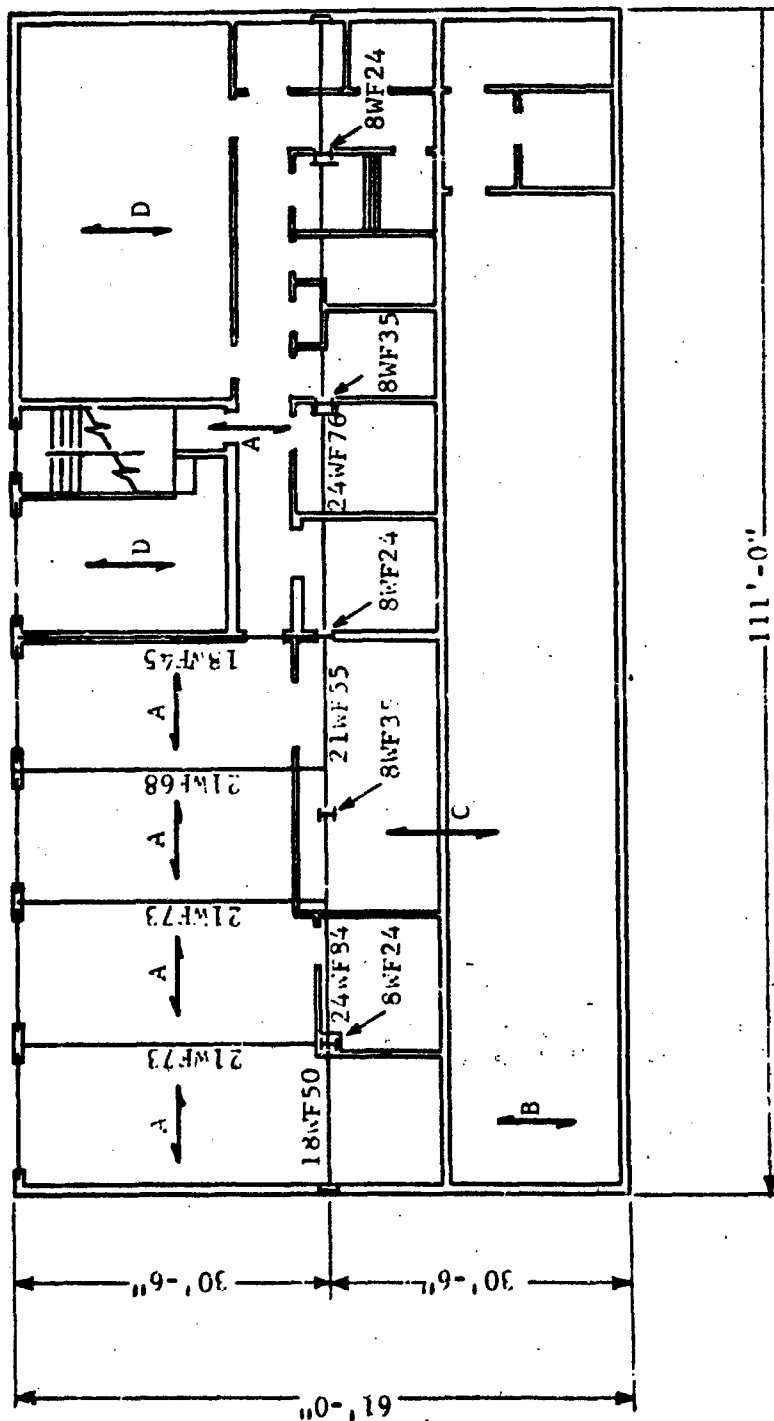 8WF24
D
8WF35
A
24WF76
8WF24
D
18WF45
A
21WF55
8WF35
21WF68
A
C
21WF73
A
24WF84
8WF24
21WF73
18WF50
A
B
111'-0"
30'-6"
30'-6"
61'-0"